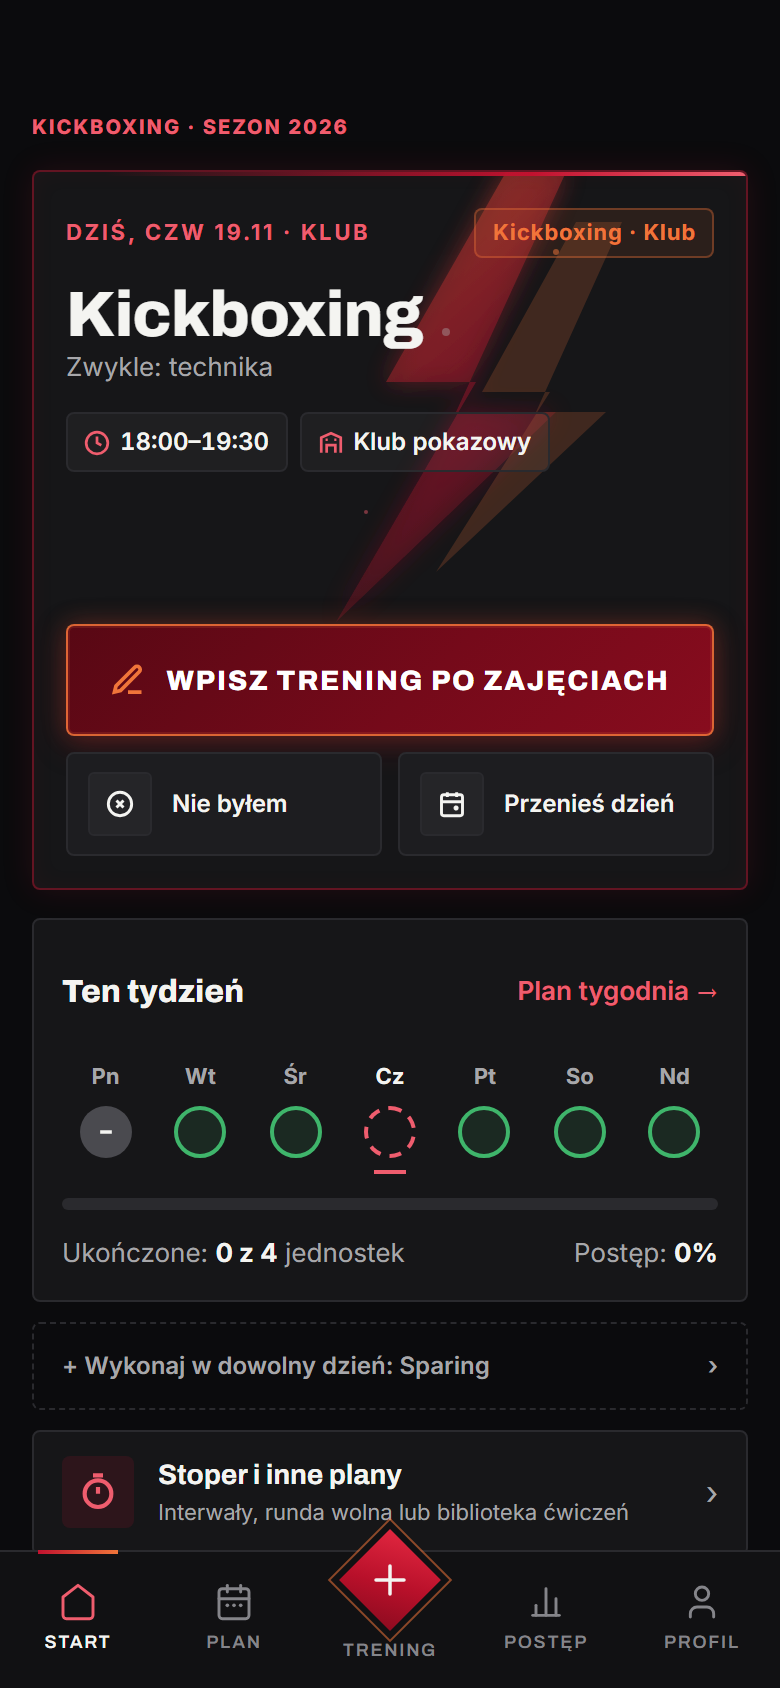 KICKBOXING · SEZON 2026
DZIŚ, CZW 19.11 · KLUB
Kickboxing · Klub
Kickboxing
Zwykle: technika
18:00–19:30
Klub pokazowy
WPISZ TRENING PO ZAJĘCIACH
Nie byłem
Przenieś dzień
Ten tydzień
Plan tygodnia →
Pn Wt Śr Cz Pt So Nd
–
Ukończone: 0 z 4 jednostek
Postęp: 0%
+ Wykonaj w dowolny dzień: Sparing ›
Stoper i inne plany
Interwały, runda wolna lub biblioteka ćwiczeń ›
START
PLAN
TRENING
POSTĘP
PROFIL